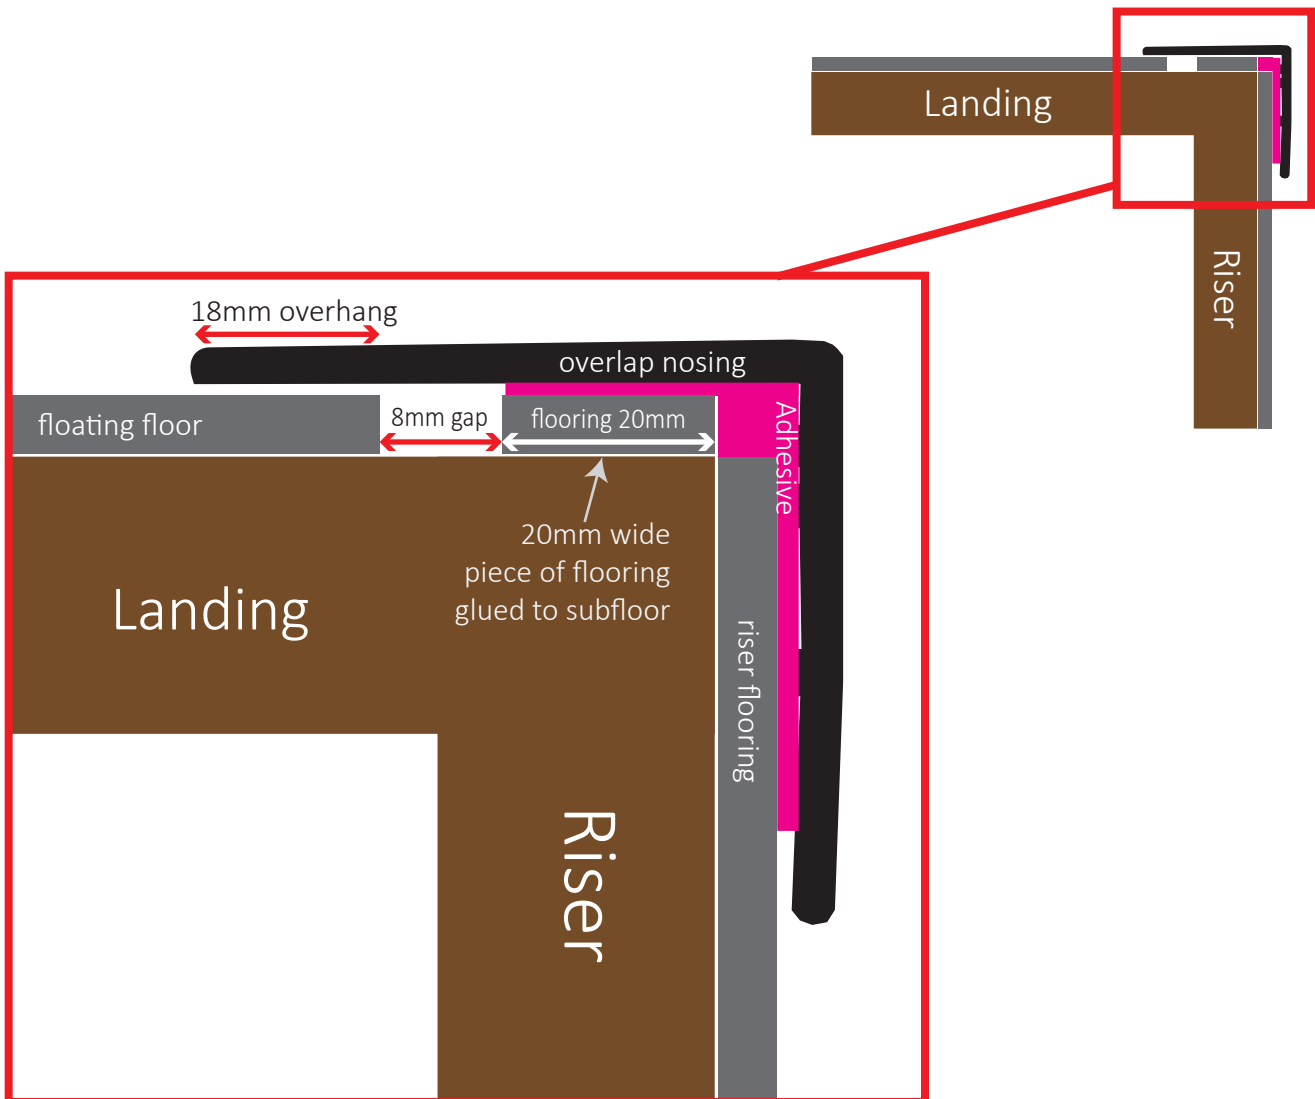 Landing
Riser
18mm overhang
overlap nosing
floating floor
8mm gap
flooring 20mm
Adhesive
20mm wide
piece of flooring
glued to subfloor
Landing
riser flooring
Riser